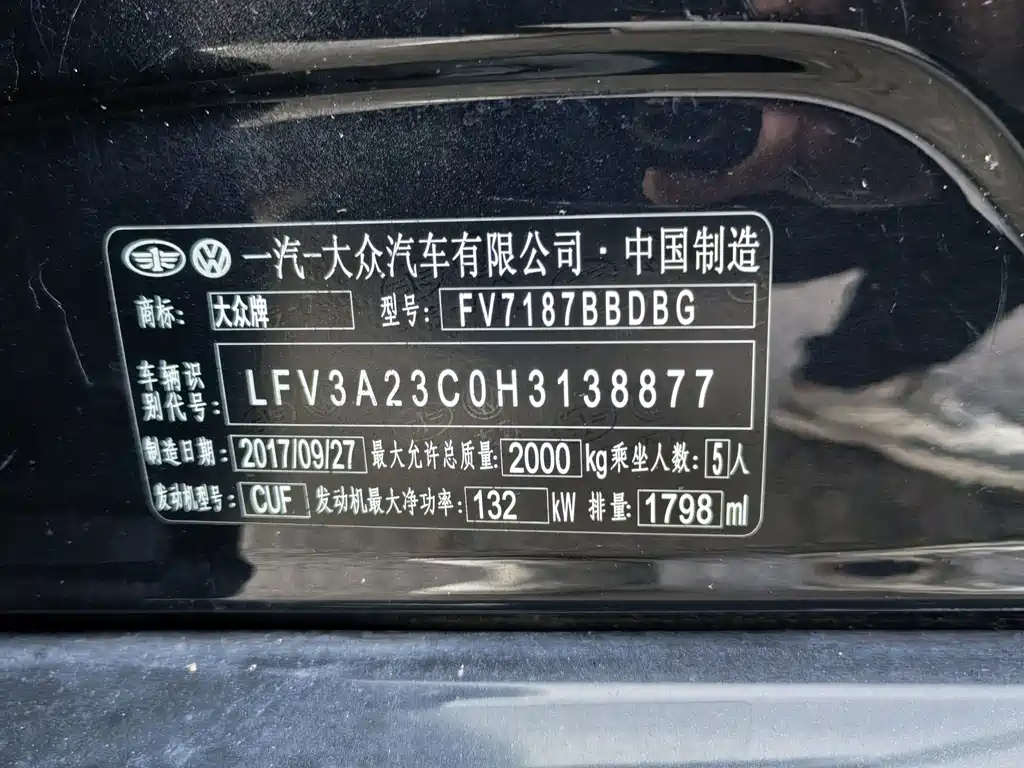 一汽-大众汽车有限公司·中国制造
商标: 大众牌 型号: FV7187BBDBG
车辆识别代号: LFV3A23C0H3138877
制造日期: 2017/09/27 最大允许总质量: 2000 kg 乘坐人数: 5人
发动机型号: CUF 发动机最大净功率: 132 kW 排量: 1798 ml